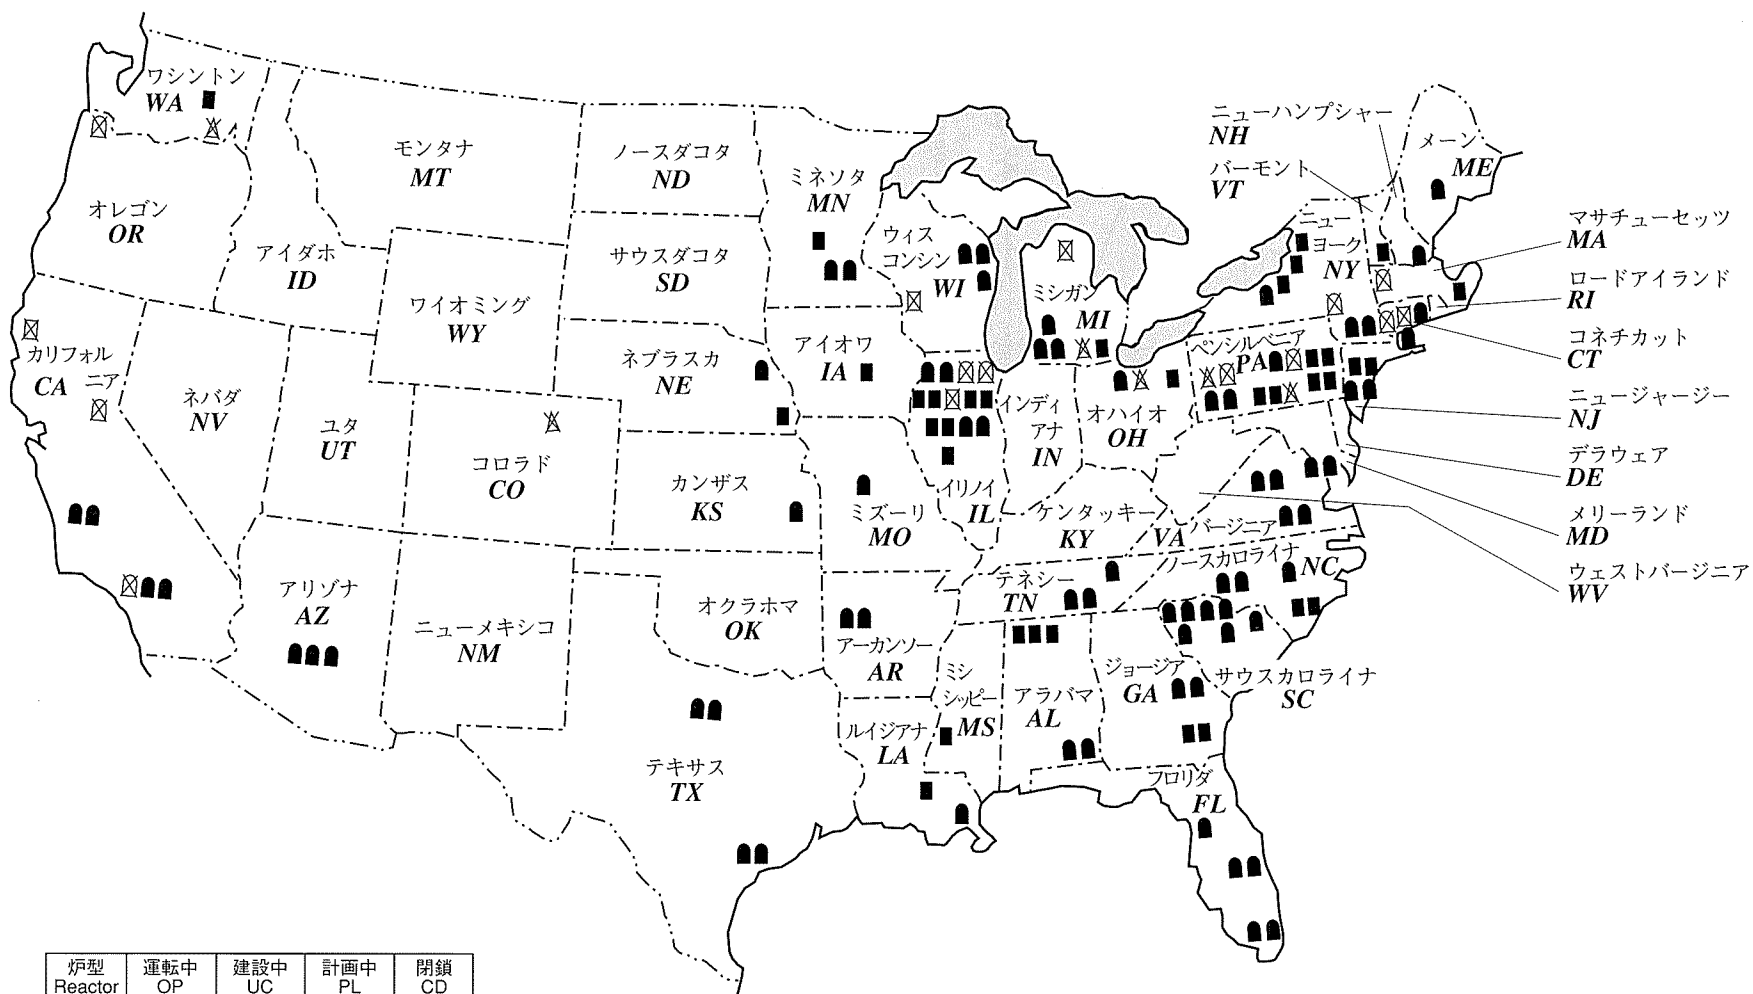 ワシントン
WA
モンタナ
MT
ノースダコタ
ND
ミネソタ
MN
オレゴン
OR
アイダホ
ID
ワイオミング
WY
サウスダコタ
SD
ウィス
コンシン
WI
ミシガン
MI
ニューハンプシャー
NH
バーモント
VT
メーン
ME
ニュー
ヨーク
NY
マサチューセッツ
MA
ロードアイランド
RI
コネチカット
CT
ニュージャージー
NJ
デラウェア
DE
メリーランド
MD
ウェストバージニア
WV
カリフォル
ニア
CA
ネバダ
NV
ユタ
UT
コロラド
CO
ネブラスカ
NE
アイオワ
IA
カンザス
KS
ミズーリ
MO
イリノイ
IL
インディ
アナ
IN
オハイオ
OH
ペンシルベニア
PA
ケンタッキー
KY
バージニア
VA
アリゾナ
AZ
ニューメキシコ
NM
オクラホマ
OK
アーカンソー
AR
テネシー
TN
ノースカロライナ
NC
サウスカロライナ
SC
ジョージア
GA
アラバマ
AL
ミシ
シッピー
MS
ルイジアナ
LA
テキサス
TX
フロリダ
FL
炉型 運転中 建設中 計画中 閉鎖
Reactor OP UC PL CD